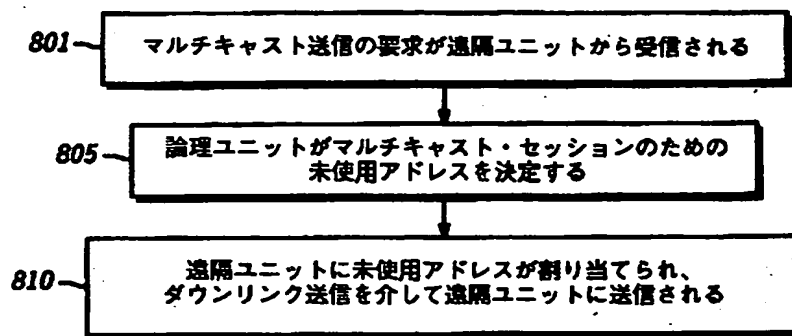 801
マルチキャスト送信の要求が遠隔ユニットから受信される
805
論理ユニットがマルチキャスト・セッションのための
未使用アドレスを決定する
810
遠隔ユニットに未使用アドレスが割り当てられ、
ダウンリンク送信を介して遠隔ユニットに送信される